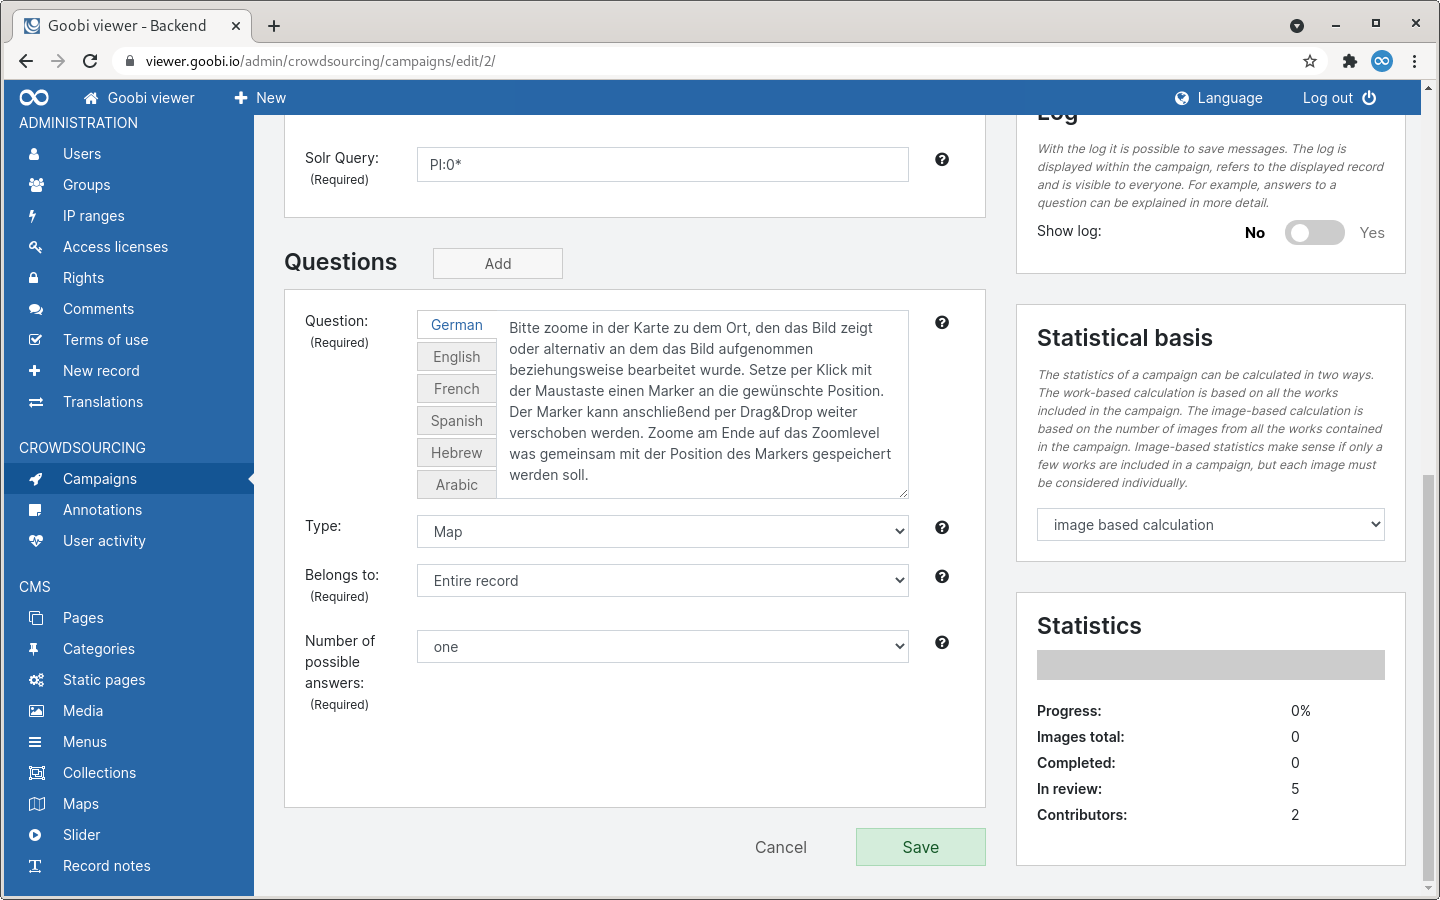 Goobi viewer - Backend
viewer.goobi.io/admin/crowdsourcing/campaigns/edit/2/
Goobi viewer
New
Language
Log out
ADMINISTRATION
Users
Groups
IP ranges
Access licenses
Rights
Comments
Terms of use
New record
Translations
CROWDSOURCING
Campaigns
Annotations
User activity
CMS
Pages
Categories
Static pages
Media
Menus
Collections
Maps
Slider
Record notes
Solr Query:
(Required)
PI:0*
Questions
Add
Question:
(Required)
German
English
French
Spanish
Hebrew
Arabic
Bitte zoome in der Karte zu dem Ort, den das Bild zeigt
oder alternativ an dem das Bild aufgenommen
beziehungsweise bearbeitet wurde. Setze per Klick mit
der Maustaste einen Marker an die gewünschte Position.
Der Marker kann anschließend per Drag&Drop weiter
verschoben werden. Zoome am Ende auf das Zoomlevel
was gemeinsam mit der Position des Markers gespeichert
werden soll.
Type:
Map
Belongs to:
(Required)
Entire record
Number of
possible
answers:
(Required)
one
Cancel
Save
Log
With the log it is possible to save messages. The log is
displayed within the campaign, refers to the displayed record
and is visible to everyone. For example, answers to a
question can be explained in more detail.
Show log:
No
Yes
Statistical basis
The statistics of a campaign can be calculated in two ways.
The work-based calculation is based on all the works
included in the campaign. The image-based calculation is
based on the number of images from all the works contained
in the campaign. Image-based statistics make sense if only a
few works are included in a campaign, but each image must
be considered individually.
image based calculation
Statistics
Progress: 0%
Images total: 0
Completed: 0
In review: 5
Contributors: 2